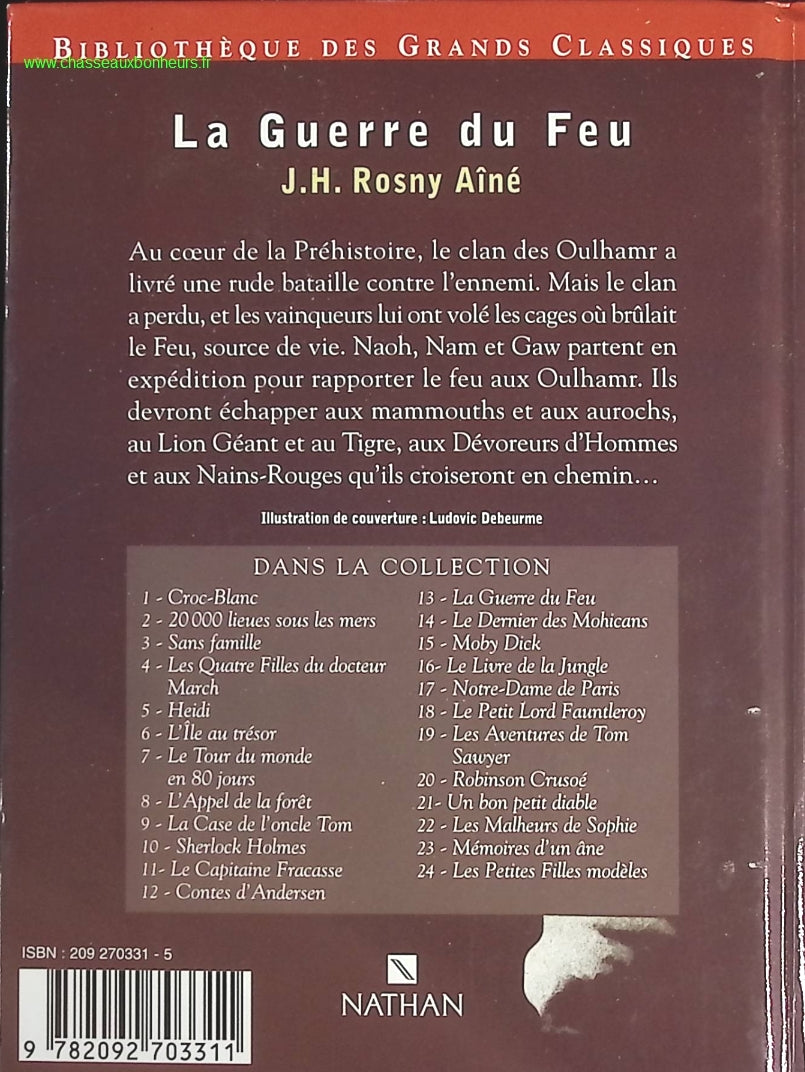 BIBLIOTHÈQUE DES GRANDS CLASSIQUES
www.chasseauxbonheurs.fr
La Guerre du Feu
J.H. Rosny Aîné
Au cœur de la Préhistoire, le clan des Oulhamr a
livré une rude bataille contre l'ennemi. Mais le clan
a perdu, et les vainqueurs lui ont volé les cages où brûlait
le Feu, source de vie. Naoh, Nam et Gaw partent en
expédition pour rapporter le feu aux Oulhamr. Ils
devront échapper aux mammouths et aux aurochs,
au Lion Géant et au Tigre, aux Dévoreurs d'Hommes
et aux Nains-Rouges qu'ils croiseront en chemin...
Illustration de couverture : Ludovic Debeurme
DANS LA COLLECTION
1 - Croc-Blanc
2 - 20 000 lieues sous les mers
3 - Sans famille
4 - Les Quatre Filles du docteur
March
5 - Heidi
6 - L'Île au trésor
7 - Le Tour du monde
en 80 jours
8 - L'Appel de la forêt
9 - La Case de l'oncle Tom
10 - Sherlock Holmes
11- Le Capitaine Fracasse
12 - Contes d'Andersen
13 - La Guerre du Feu
14 - Le Dernier des Mohicans
15 - Moby Dick
16- Le Livre de la Jungle
17 - Notre-Dame de Paris
18 - Le Petit Lord Fauntleroy
19 - Les Aventures de Tom
Sawyer
20 - Robinson Crusoé
21- Un bon petit diable
22 - Les Malheurs de Sophie
23 - Mémoires d'un âne
24 - Les Petites Filles modèles
ISBN : 209 270331 - 5
9 782092 703311
NATHAN